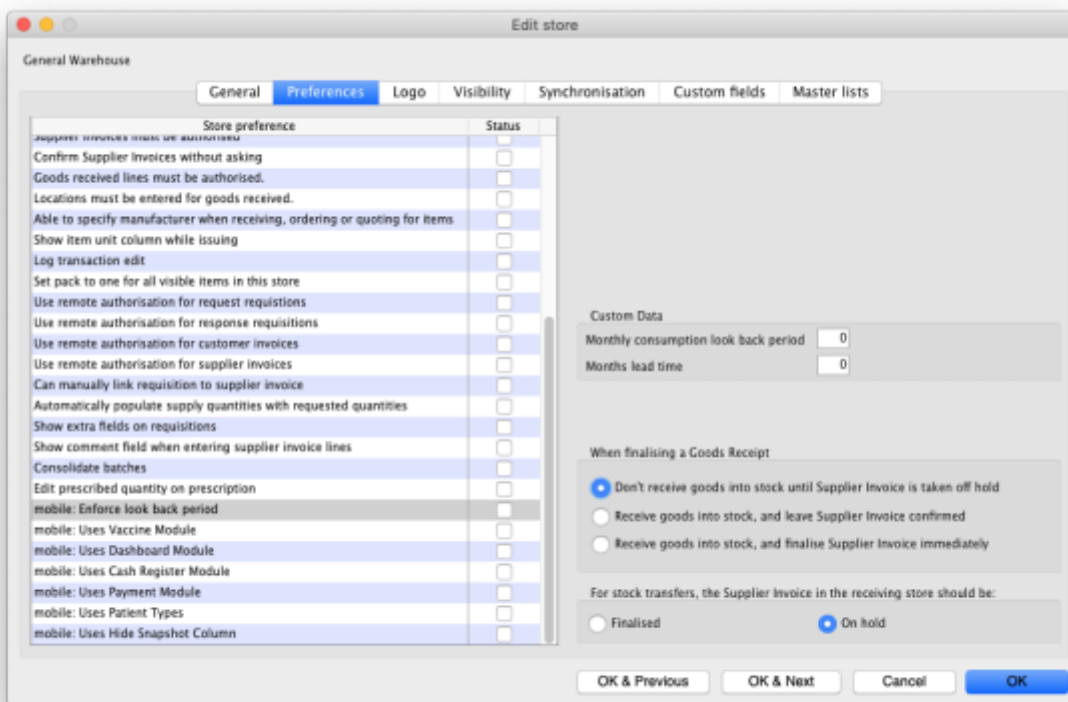 Edit store
General Warehouse
General Preferences Logo Visibility Synchronisation Custom fields Master lists
Store preference Status
Supplier Invoices must be authorised
Confirm Supplier Invoices without asking
Goods received lines must be authorised.
Locations must be entered for goods received.
Able to specify manufacturer when receiving, ordering or quoting for items
Show item unit column while issuing
Log transaction edit
Set pack to one for all visible items in this store
Use remote authorisation for request requistions
Use remote authorisation for response requisitions
Use remote authorisation for customer invoices
Use remote authorisation for supplier invoices
Can manually link requisition to supplier invoice
Automatically populate supply quantities with requested quantities
Show extra fields on requisitions
Show comment field when entering supplier invoice lines
Consolidate batches
Edit prescribed quantity on prescription
mobile: Enforce look back period
mobile: Uses Vaccine Module
mobile: Uses Dashboard Module
mobile: Uses Cash Register Module
mobile: Uses Payment Module
mobile: Uses Patient Types
mobile: Uses Hide Snapshot Column
Custom Data
Monthly consumption look back period 0
Months lead time 0
When finalising a Goods Receipt
Don't receive goods into stock until Supplier Invoice is taken off hold
Receive goods into stock, and leave Supplier Invoice confirmed
Receive goods into stock, and finalise Supplier Invoice immediately
For stock transfers, the Supplier Invoice in the receiving store should be:
Finalised On hold
OK & Previous OK & Next Cancel OK